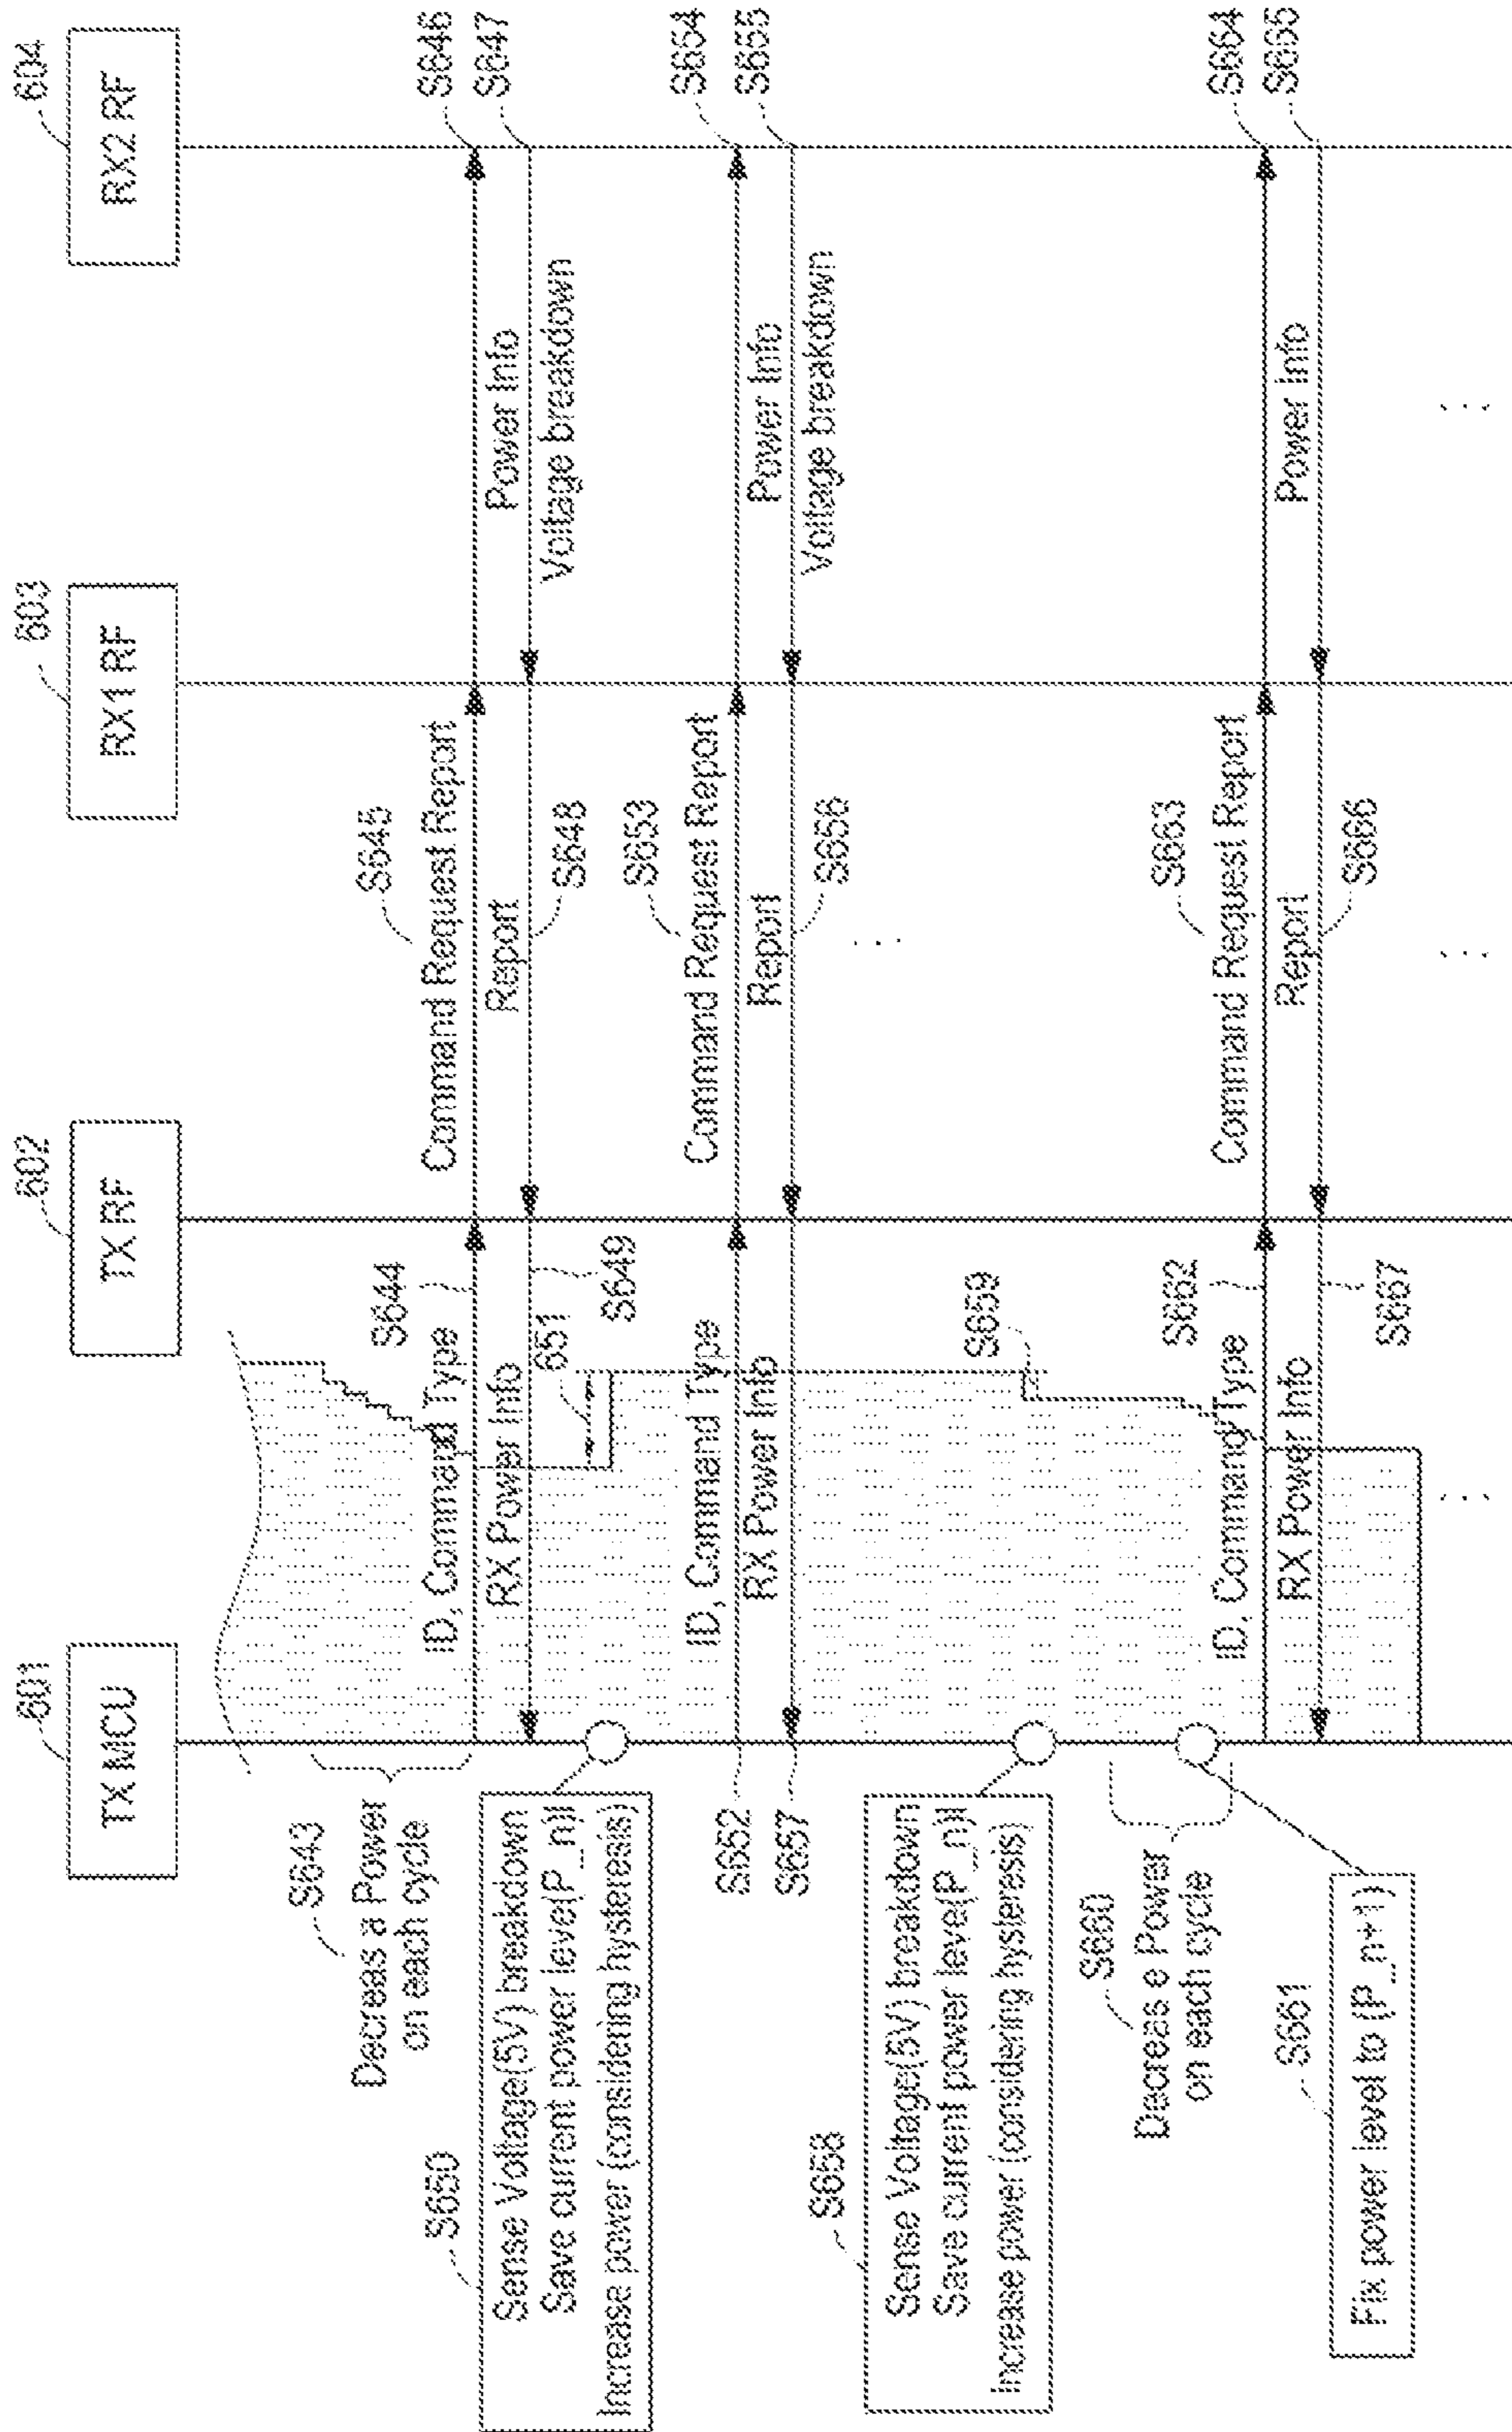 601
TX MCU
602
TX RF
603
RX1 RF
604
RX2 RF
S643
Decreas a Power
on each cycle
S644
ID, Command Type
S645
Command Request Report
S646
Power Info
S647
Voltage breakdown
Report
S648
RX Power Info
S649
S650
Sense Voltage(5V) breakdown
Save current power level(P_n)l
Increase power (considering hysteresis)
651
S652
ID, Command Type
S653
Command Request Report
S654
Power Info
S655
Voltage breakdown
Report
S656
...
RX Power Info
S657
S658
Sense Voltage(5V) breakdown
Save current power level(P_n)l
Increase power (considering hysteresis)
S659
S660
Decreas e Power
on each cycle
S661
Fix power level to (P_n+1)
S662
ID, Command Type
S663
Command Request Report
S664
Power Info
S665
Report
S666
RX Power Info
S667
...
...
...